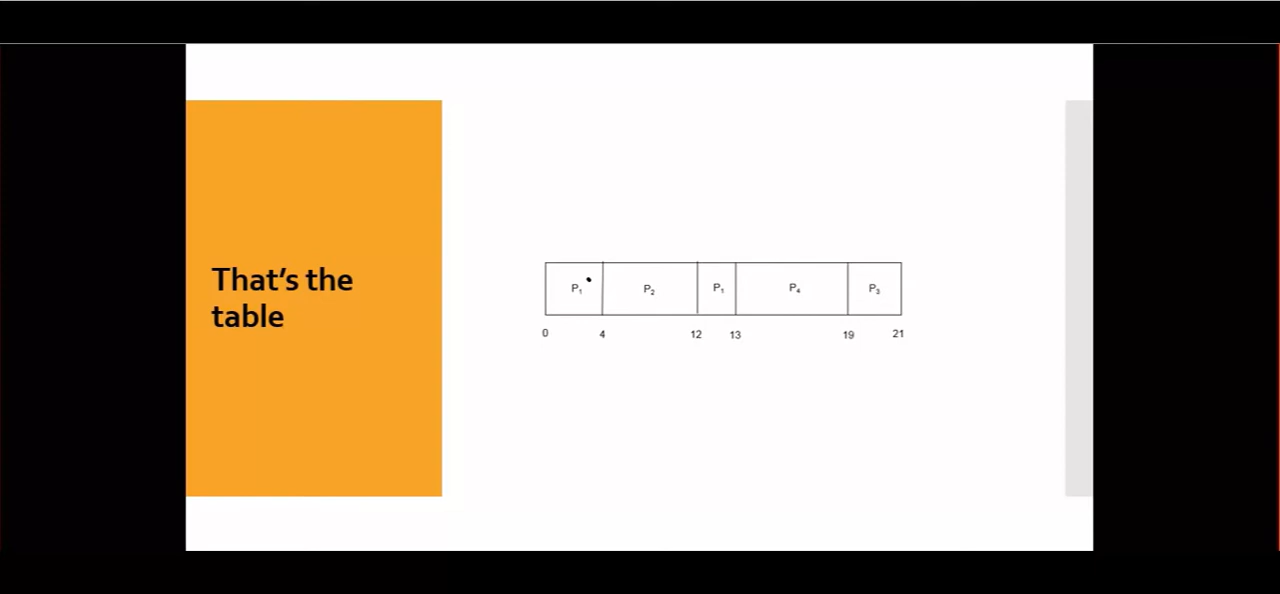 That's the
table
P₁ P₂ P₁ P₄ P₃
0 4 12 13 19 21